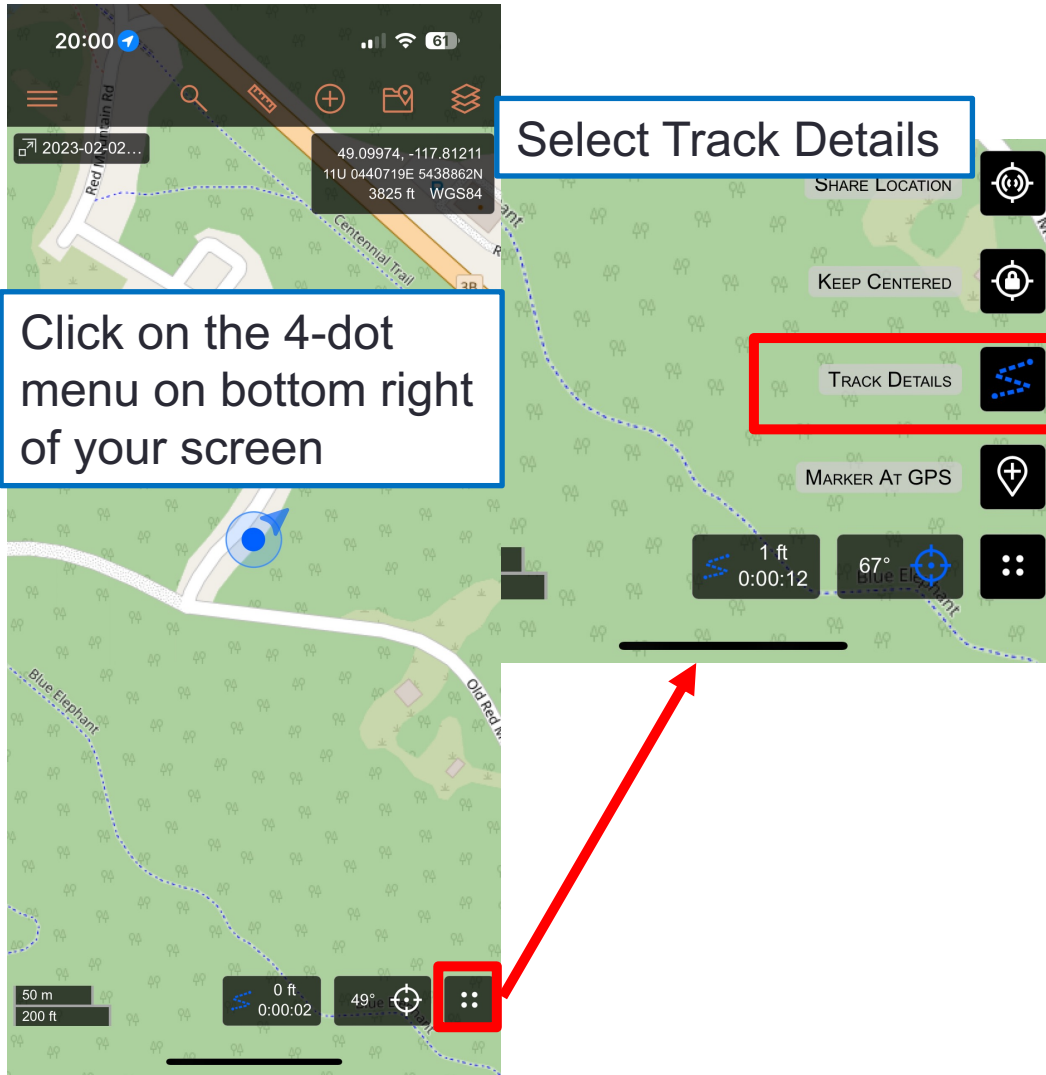 20:00
61
2023-02-02…
49.09974, -117.81211
11U 0440719E 5438862N
3825 ft WGS84
Red Mountain Rd
Centennial Trail
3B
Click on the 4-dot
menu on bottom right
of your screen
Blue Elephant
Old Red M
50 m
200 ft
0 ft
0:00:02
49°
Select Track Details
SHARE LOCATION
KEEP CENTERED
TRACK DETAILS
MARKER AT GPS
1 ft
0:00:12
67°
Blue Elephant